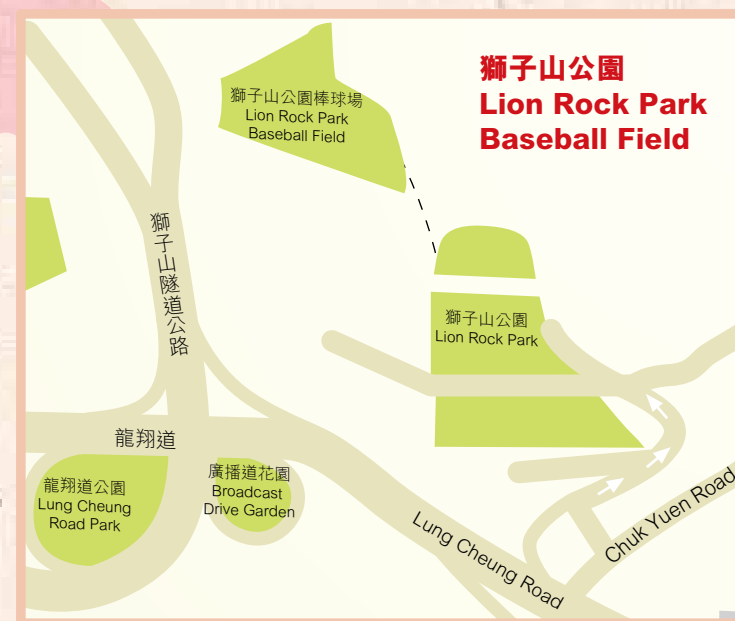 獅子山公園
Lion Rock Park
Baseball Field
獅子山公園棒球場
Lion Rock Park
Baseball Field
獅子山隧道公路
獅子山公園
Lion Rock Park
龍翔道
龍翔道公園
Lung Cheung
Road Park
廣播道花園
Broadcast
Drive Garden
Lung Cheung Road
Chuk Yuen Road